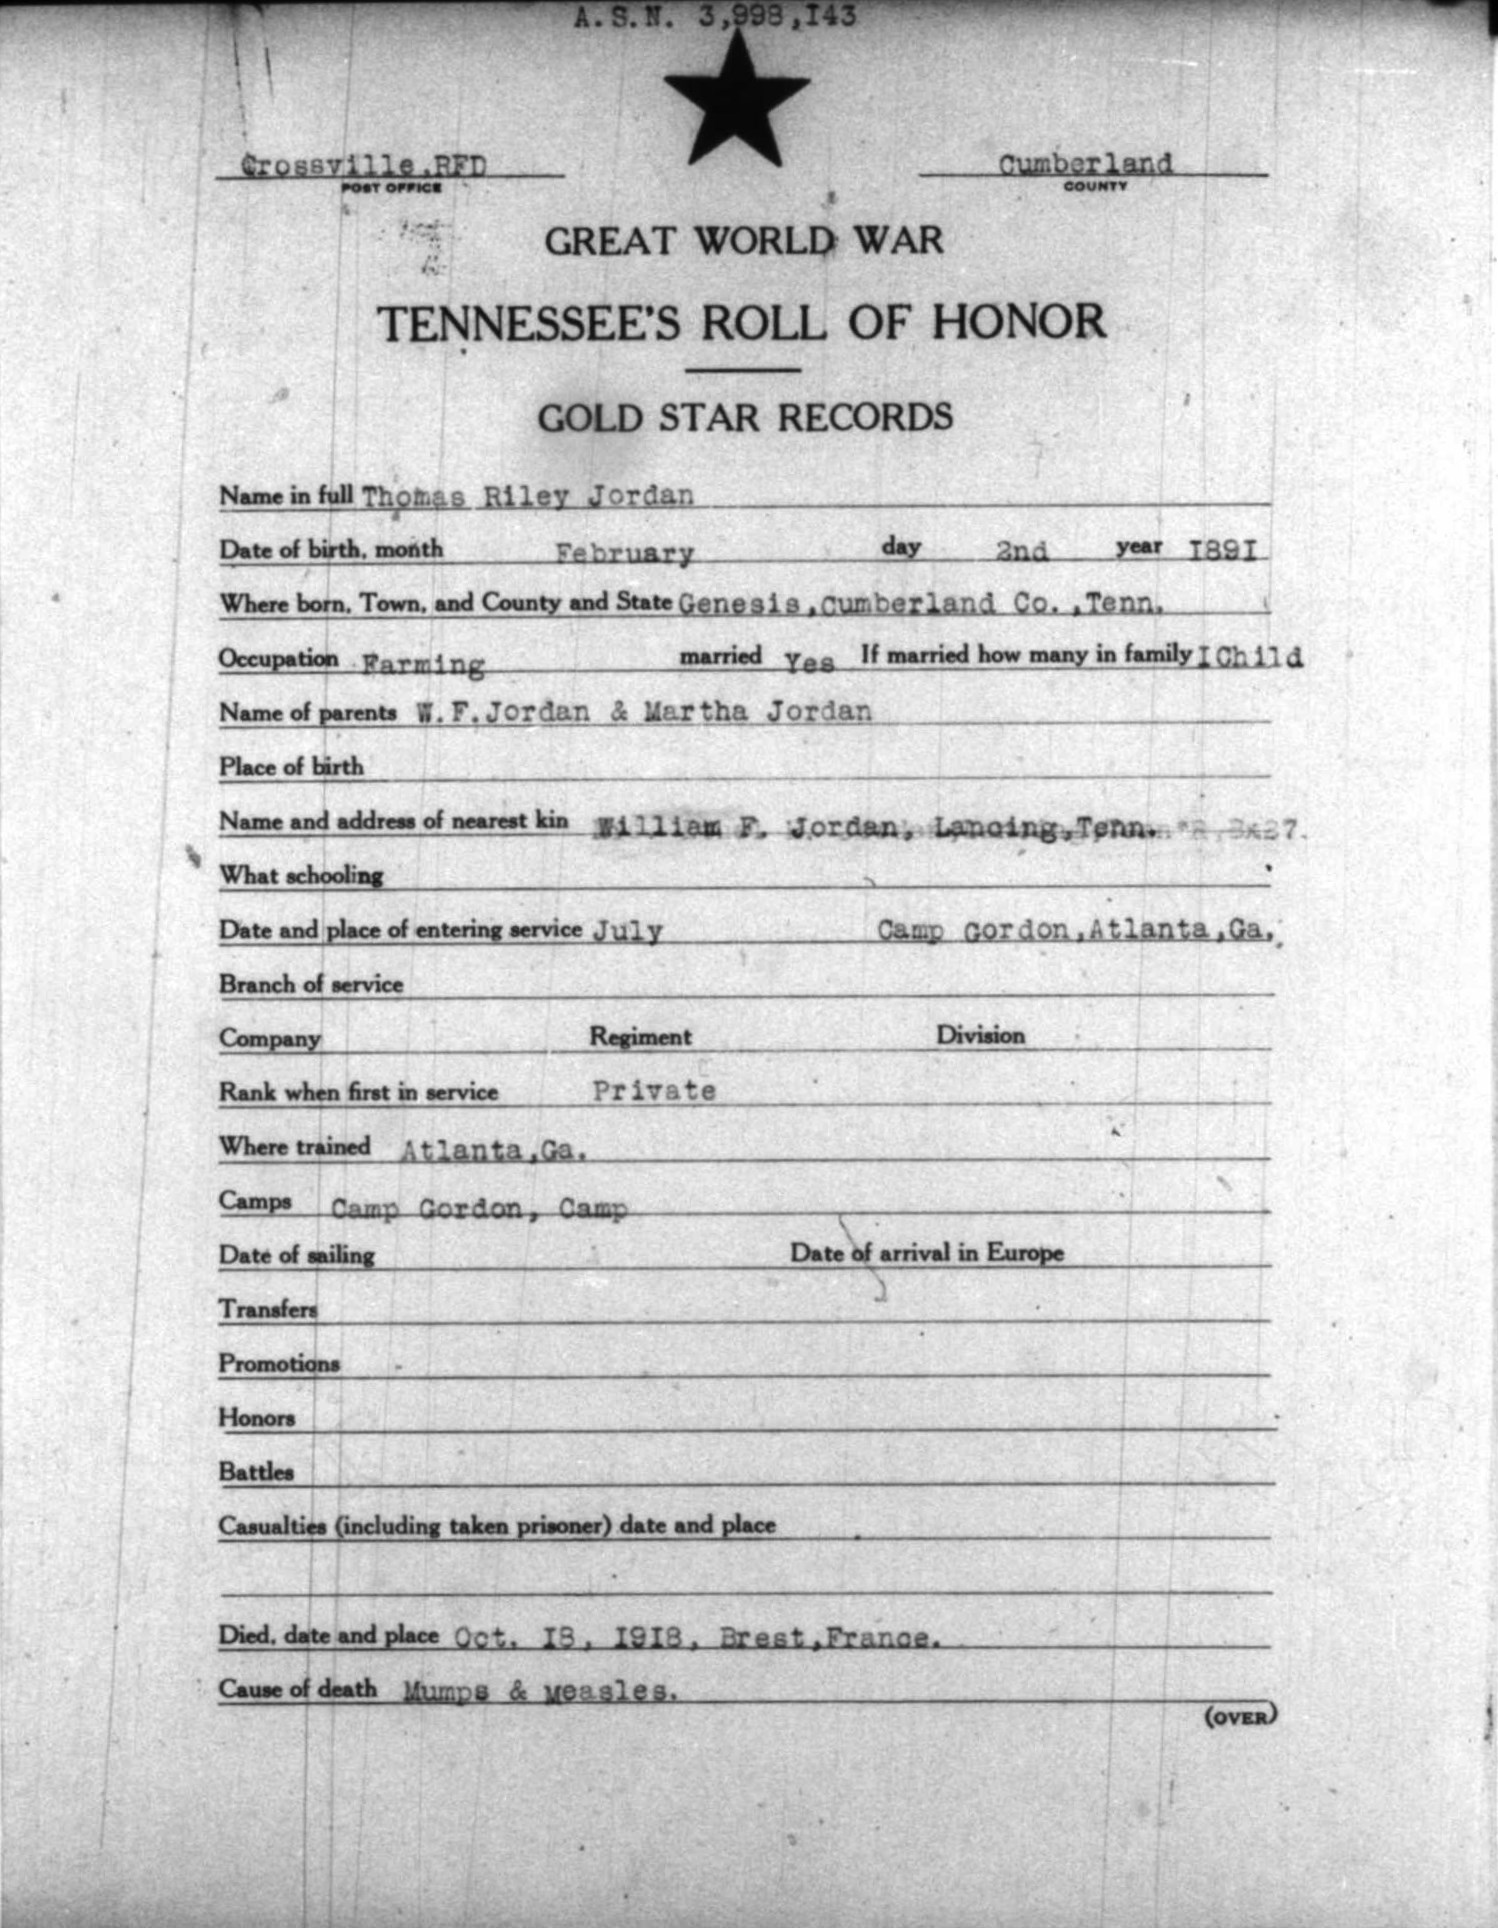 A.S.N. 3,998,I43
Crossville,RFD Cumberland
POST OFFICE COUNTY
GREAT WORLD WAR
TENNESSEE'S ROLL OF HONOR
GOLD STAR RECORDS
Name in full Thomas Riley Jordan
Date of birth, month February day 2nd year I89I
Where born, Town, and County and State Genesis,Cumberland Co.,Tenn.
Occupation Farming married Yes If married how many in family I Child
Name of parents W.F.Jordan & Martha Jordan
Place of birth
Name and address of nearest kin William F. Jordan, Lancing,Tenn.
What schooling
Date and place of entering service July Camp Gordon,Atlanta,Ga.
Branch of service
Company Regiment Division
Rank when first in service Private
Where trained Atlanta,Ga.
Camps Camp Gordon, Camp
Date of sailing Date of arrival in Europe
Transfers
Promotions
Honors
Battles
Casualties (including taken prisoner) date and place
Died, date and place Oct. I8, I9I8, Brest,France.
Cause of death Mumps & Measles.
(OVER)